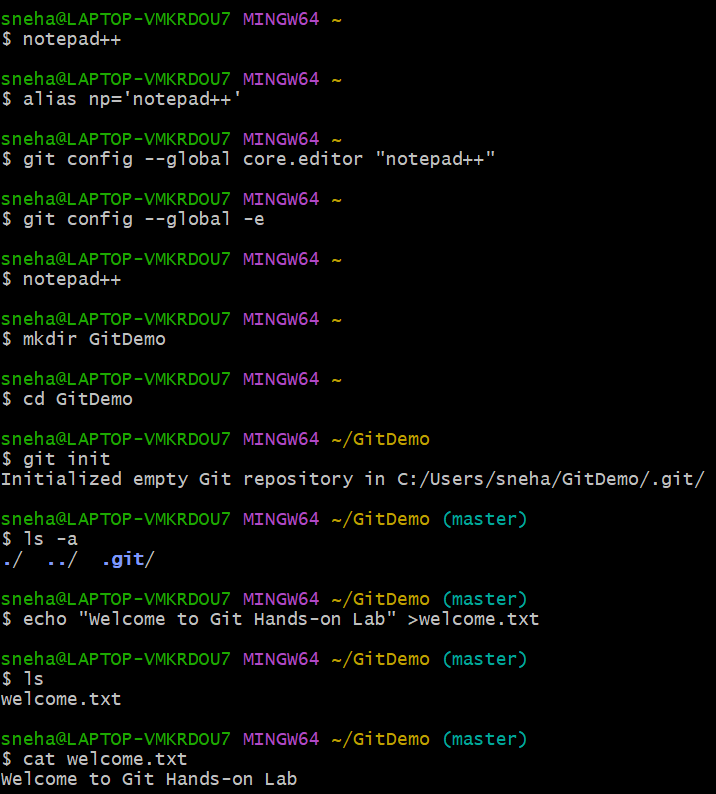 sneha@LAPTOP-VMKRDOU7 MINGW64 ~
$ notepad++
sneha@LAPTOP-VMKRDOU7 MINGW64 ~
$ alias np='notepad++'
sneha@LAPTOP-VMKRDOU7 MINGW64 ~
$ git config --global core.editor "notepad++"
sneha@LAPTOP-VMKRDOU7 MINGW64 ~
$ git config --global -e
sneha@LAPTOP-VMKRDOU7 MINGW64 ~
$ notepad++
sneha@LAPTOP-VMKRDOU7 MINGW64 ~
$ mkdir GitDemo
sneha@LAPTOP-VMKRDOU7 MINGW64 ~
$ cd GitDemo
sneha@LAPTOP-VMKRDOU7 MINGW64 ~/GitDemo
$ git init
Initialized empty Git repository in C:/Users/sneha/GitDemo/.git/
sneha@LAPTOP-VMKRDOU7 MINGW64 ~/GitDemo (master)
$ ls -a
./  ../  .git/
sneha@LAPTOP-VMKRDOU7 MINGW64 ~/GitDemo (master)
$ echo "Welcome to Git Hands-on Lab" >welcome.txt
sneha@LAPTOP-VMKRDOU7 MINGW64 ~/GitDemo (master)
$ ls
welcome.txt
sneha@LAPTOP-VMKRDOU7 MINGW64 ~/GitDemo (master)
$ cat welcome.txt
Welcome to Git Hands-on Lab